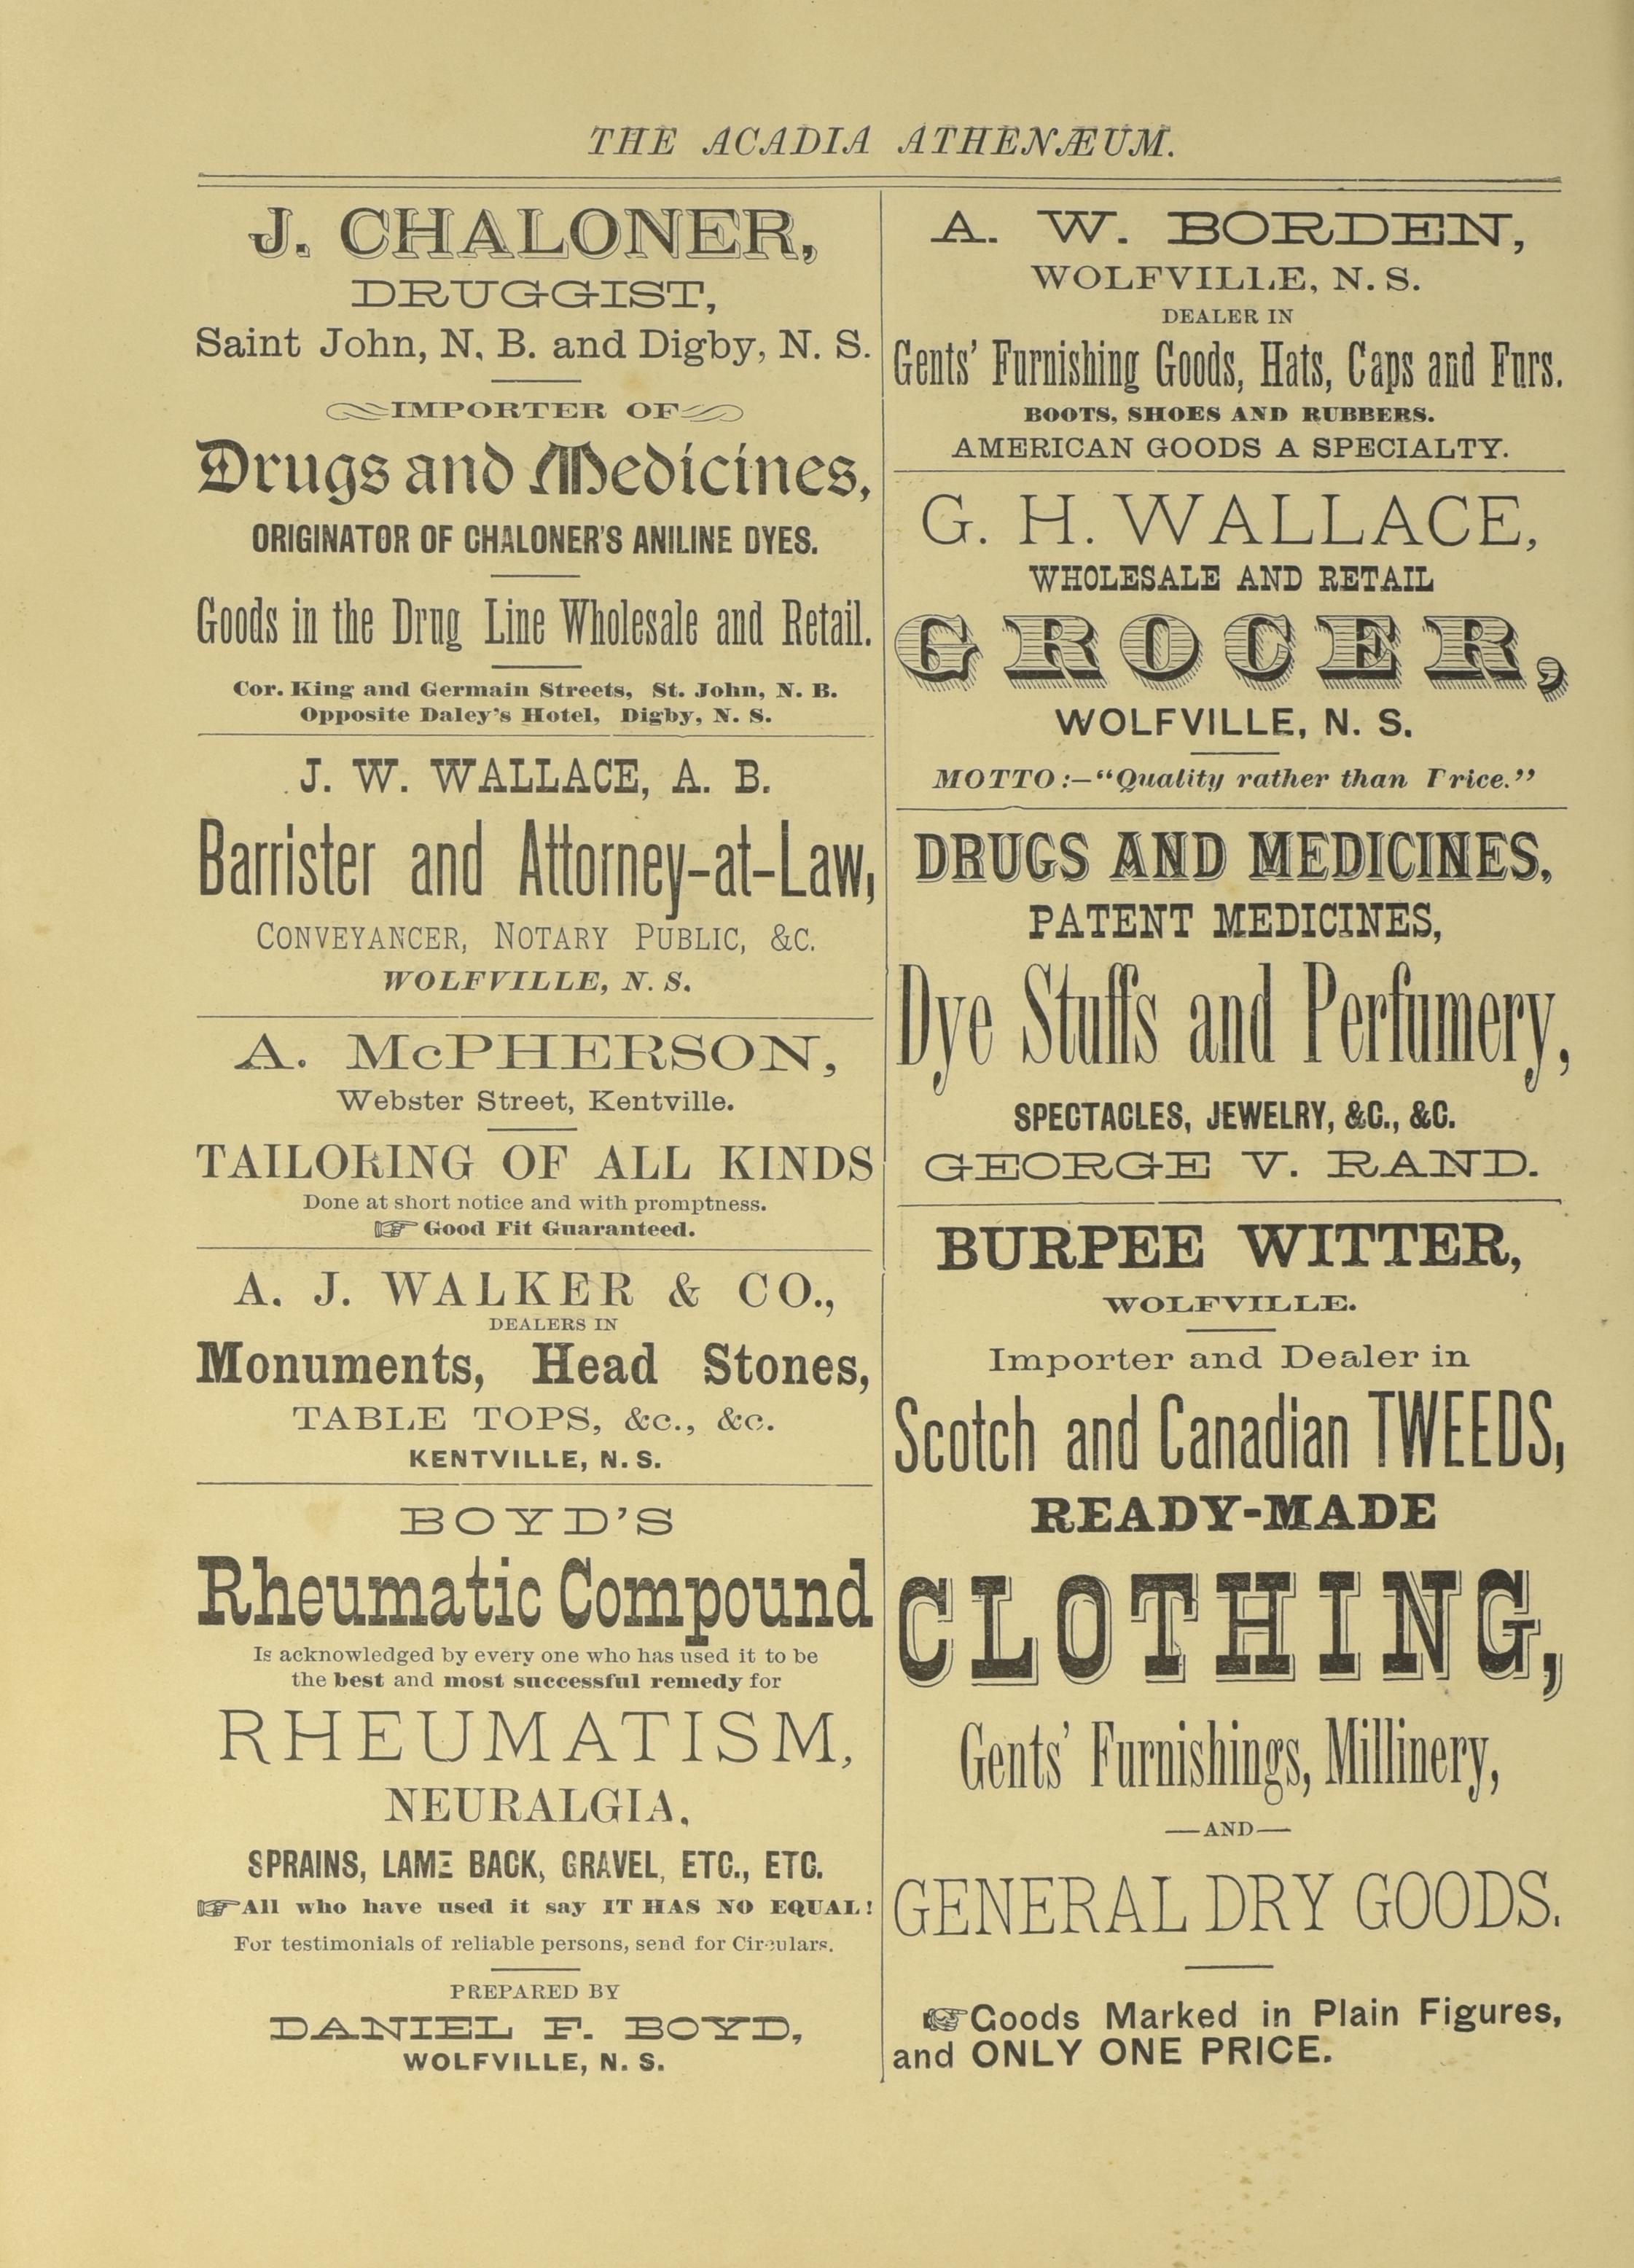 THE ACADIA ATHENÆUM.
J. CHALONER,
DRUGGIST,
Saint John, N. B. and Digby, N. S.
IMPORTER OF
Drugs and Medicines,
ORIGINATOR OF CHALONER'S ANILINE DYES.
Goods in the Drug Line Wholesale and Retail.
Cor. King and Germain Streets, St. John, N. B.
Opposite Daley's Hotel, Digby, N. S.
J. W. WALLACE, A. B.
Barrister and Attorney-at-Law,
CONVEYANCER, NOTARY PUBLIC, &C.
WOLFVILLE, N. S.
A. McPHERSON,
Webster Street, Kentville.
TAILORING OF ALL KINDS
Done at short notice and with promptness.
☞ Good Fit Guaranteed.
A. J. WALKER & CO.,
DEALERS IN
Monuments, Head Stones,
TABLE TOPS, &c., &c.
KENTVILLE, N. S.
BOYD'S
Rheumatic Compound
Is acknowledged by every one who has used it to be
the best and most successful remedy for
RHEUMATISM,
NEURALGIA,
SPRAINS, LAME BACK, GRAVEL, ETC., ETC.
☞ All who have used it say IT HAS NO EQUAL!
For testimonials of reliable persons, send for Circulars.
PREPARED BY
DANIEL F. BOYD,
WOLFVILLE, N. S.
A. W. BORDEN,
WOLFVILLE, N. S.
DEALER IN
Gents' Furnishing Goods, Hats, Caps and Furs.
BOOTS, SHOES AND RUBBERS.
AMERICAN GOODS A SPECIALTY.
G. H. WALLACE,
WHOLESALE AND RETAIL
GROCER,
WOLFVILLE, N. S.
MOTTO:—"Quality rather than Price."
DRUGS AND MEDICINES,
PATENT MEDICINES,
Dye Stuffs and Perfumery,
SPECTACLES, JEWELRY, &C., &C.
GEORGE V. RAND.
BURPEE WITTER,
WOLFVILLE.
Importer and Dealer in
Scotch and Canadian TWEEDS,
READY-MADE
CLOTHING,
Gents' Furnishings, Millinery,
—AND—
GENERAL DRY GOODS.
☞ Goods Marked in Plain Figures,
and ONLY ONE PRICE.